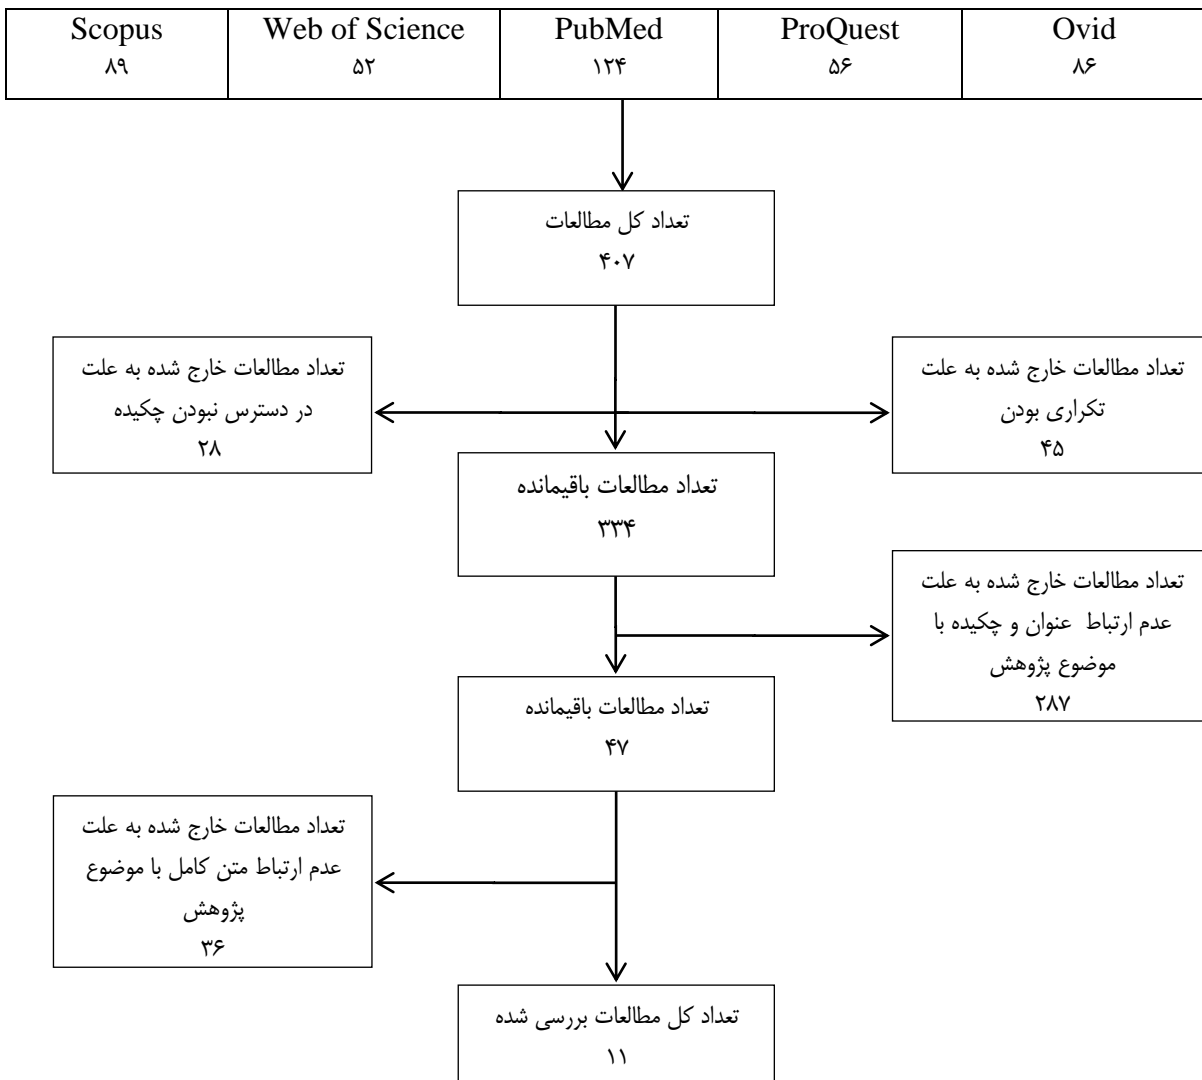 Scopus
۸۹
Web of Science
۵۲
PubMed
۱۲۴
ProQuest
۵۶
Ovid
۸۶
تعداد کل مطالعات
۴۰۷
تعداد مطالعات خارج شده به علت
تکراری بودن
۴۵
تعداد مطالعات خارج شده به علت
در دسترس نبودن چکیده
۲۸
تعداد مطالعات باقیمانده
۳۳۴
تعداد مطالعات خارج شده به علت
عدم ارتباط عنوان و چکیده با
موضوع پژوهش
۲۸۷
تعداد مطالعات باقیمانده
۴۷
تعداد مطالعات خارج شده به علت
عدم ارتباط متن کامل با موضوع
پژوهش
۳۶
تعداد کل مطالعات بررسی شده
۱۱